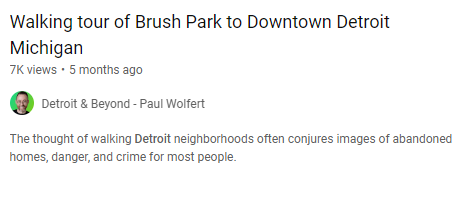 Walking tour of Brush Park to Downtown Detroit
Michigan
7K views • 5 months ago
Detroit & Beyond - Paul Wolfert
The thought of walking Detroit neighborhoods often conjures images of abandoned
homes, danger, and crime for most people.